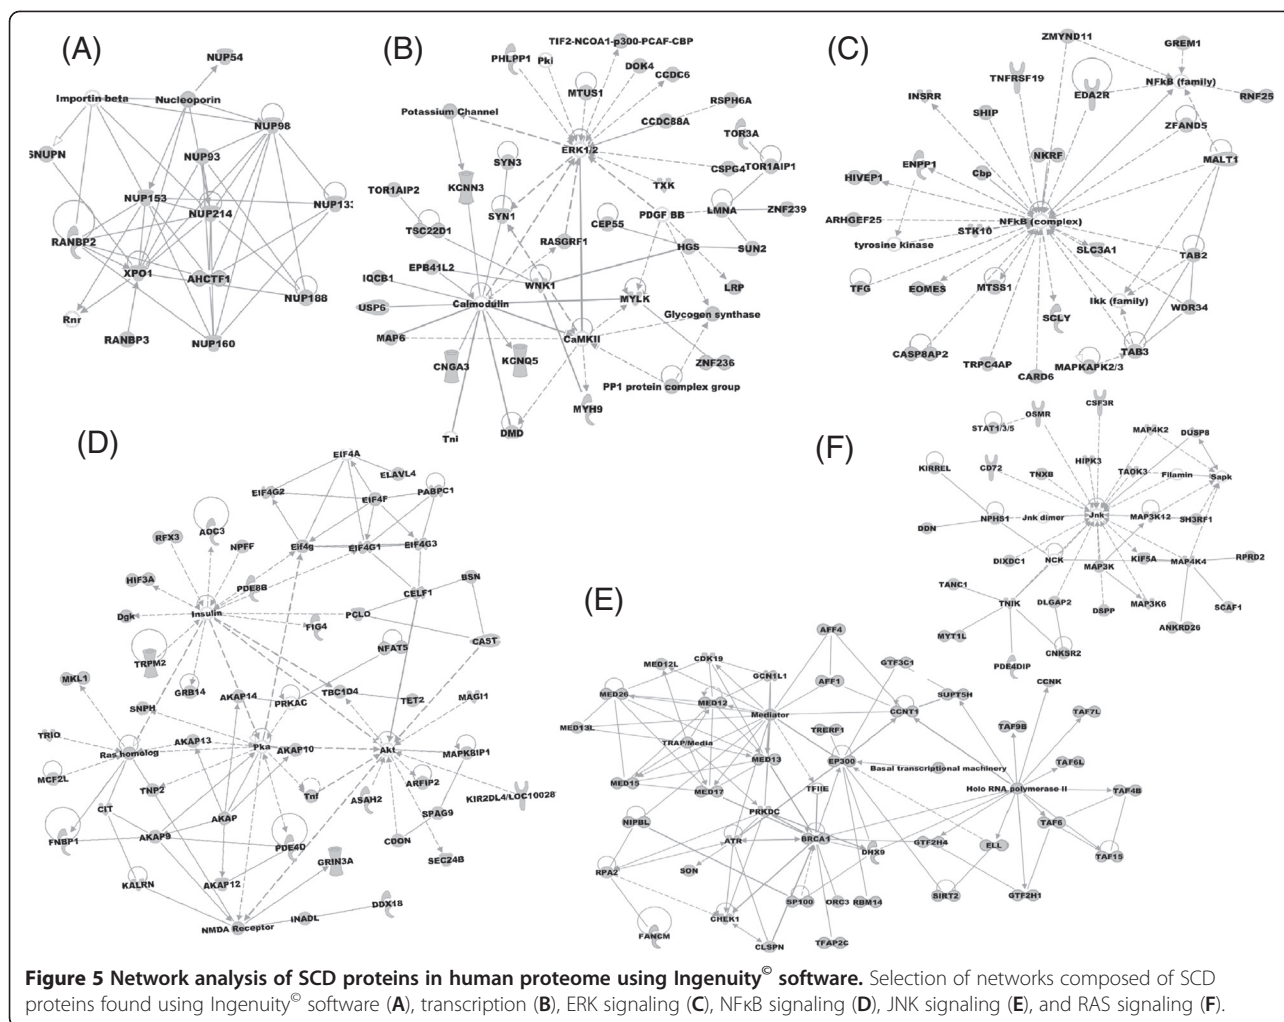 (A)
NUP54
Importin beta
Nucleoporin
NUP98
SNUPN
NUP93
NUP153
NUP214
NUP133
RANBP2
XPO1
AHCTF1
NUP188
Rnr
RANBP3
NUP160
(B)
TIF2-NCOA1-p300-PCAF-CBP
PHLPP1
Pki
DOK4
CCDC6
MTUS1
RSPH6A
Potassium Channel
CCDC88A
TOR3A
ERK1/2
SYN3
CSPG4
TOR1AIP1
KCNN3
TXK
TOR1AIP2
SYN1
PDGF BB
LMNA
ZNF239
TSC22D1
CEP55
RASGRF1
HGS
SUN2
EPB41L2
IQCB1
WNK1
LRP
USP6
Calmodulin
MYLK
Glycogen synthase
MAP6
CaMKII
CNGA3
KCNQ5
ZNF236
PP1 protein complex group
MYH9
Tni
DMD
(C)
ZMYND11
GREM1
TNFRSF19
NFkB (family)
INSRR
EDA2R
RNF25
SHIP
ZFAND5
NKRF
MALT1
ENPP1
HIVEP1
Cbp
ARHGEF25
NFkB (complex)
STK10
tyrosine kinase
SLC3A1
TAB2
TFG
EOMES
MTSS1
Ikk (family)
WDR34
SCLY
CASP8AP2
TAB3
TRPC4AP
MAPKAPK2/3
CARD6
(D)
EIF4A
ELAVL4
EIF4G2
PABPC1
EIF4F
AOC3
RFX3
NPFF
Eif4g
EIF4G1
EIF4G3
HIF3A
PDE8B
BSN
CELF1
Dgk
Insulin
PCLO
FIG4
CAST
NFAT5
TRPM2
MKL1
GRB14
AKAP14
TBC1D4
PRKAC
TET2
MAGI1
SNPH
TRIO
AKAP13
Ras homolog
Pka
AKAP10
Akt
MAPK8IP1
MCF2L
TNP2
ARFIP2
Tnf
ASAH2
KIR2DL4/LOC10028
CIT
AKAP
SPAG9
FNBP1
AKAP9
PDE4D
CDON
SEC24B
GRIN3A
KALRN
AKAP12
DDX18
INADL
NMDA Receptor
(F)
CSF3R
OSMR
STAT1/3/5
MAP4K2
DUSP8
KIRREL
CD72
HIPK3
TNXB
TAOK3
Filamin
Sapk
NPHS1
Jnk dimer
Jnk
MAP3K12
SH3RF1
DDN
DIXDC1
NCK
KIF5A
RPRD2
MAP3K
MAP4K4
TANC1
TNIK
DLGAP2
DSPP
MAP3K6
SCAF1
MYT1L
ANKRD26
CNKSR2
PDE4DIP
(E)
AFF4
CDK19
MED12L
GTF3C1
GCN1L1
CCNK
MED26
AFF1
SUPT5H
MED12
Mediator
CCNT1
TAF7L
MED13L
TRERF1
TAF9B
TRAP/Media
MED13
EP300
TAF6L
Basal transcriptional machinery
MED15
MED17
TFIIE
Holo RNA polymerase II
TAF4B
PRKDC
NIPBL
TAF6
ATR
BRCA1
GTF2H4
ELL
DHX9
TAF15
RPA2
SON
SIRT2
GTF2H1
SP100
ORC3
RBM14
CHEK1
FANCM
CLSPN
TFAP2C
Figure 5 Network analysis of SCD proteins in human proteome using Ingenuity© software. Selection of networks composed of SCD
proteins found using Ingenuity© software (A), transcription (B), ERK signaling (C), NFκB signaling (D), JNK signaling (E), and RAS signaling (F).